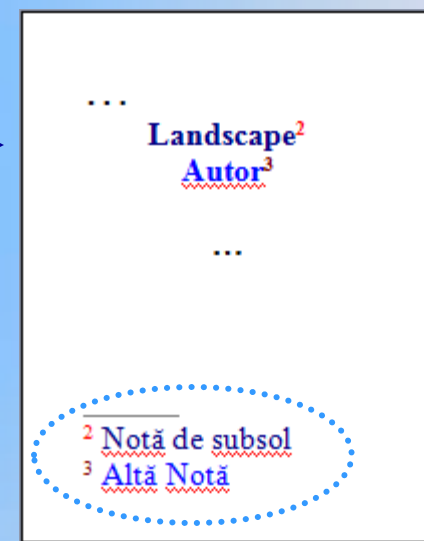 ...
Landscape²
Autor³
...
² Notă de subsol
³ Altă Notă